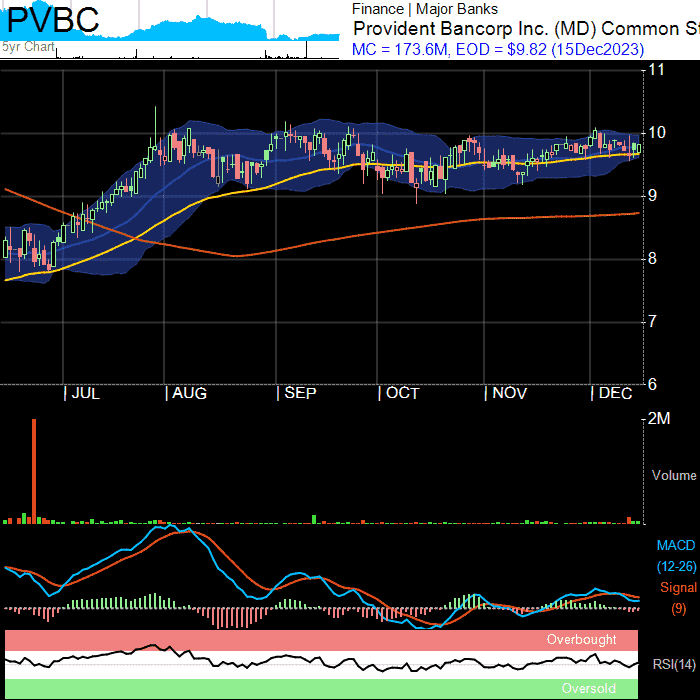 PVBC
5yr Chart
Finance | Major Banks
Provident Bancorp Inc. (MD) Common St
MC = 173.6M, EOD = $9.82 (15Dec2023)
11
10
9
8
7
6
JUL AUG SEP OCT NOV DEC
2M
Volume
MACD
(12-26)
Signal
(9)
Overbought
RSI(14)
Oversold